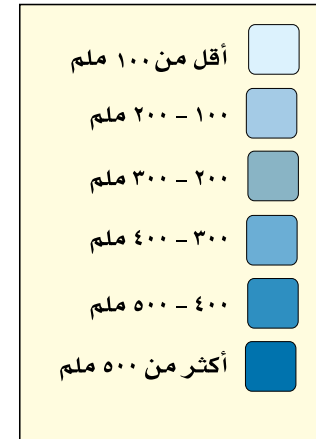 أقل من ١٠٠ ملم
١٠٠ – ٢٠٠ ملم
٢٠٠ – ٣٠٠ ملم
٣٠٠ – ٤٠٠ ملم
٤٠٠ – ٥٠٠ ملم
أكثر من ٥٠٠ ملم